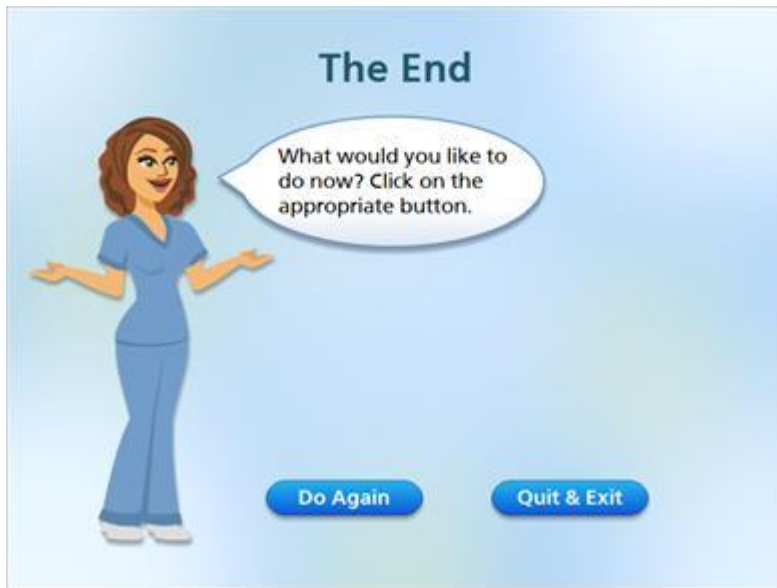 The End
What would you like to
do now? Click on the
appropriate button.
Do Again
Quit & Exit